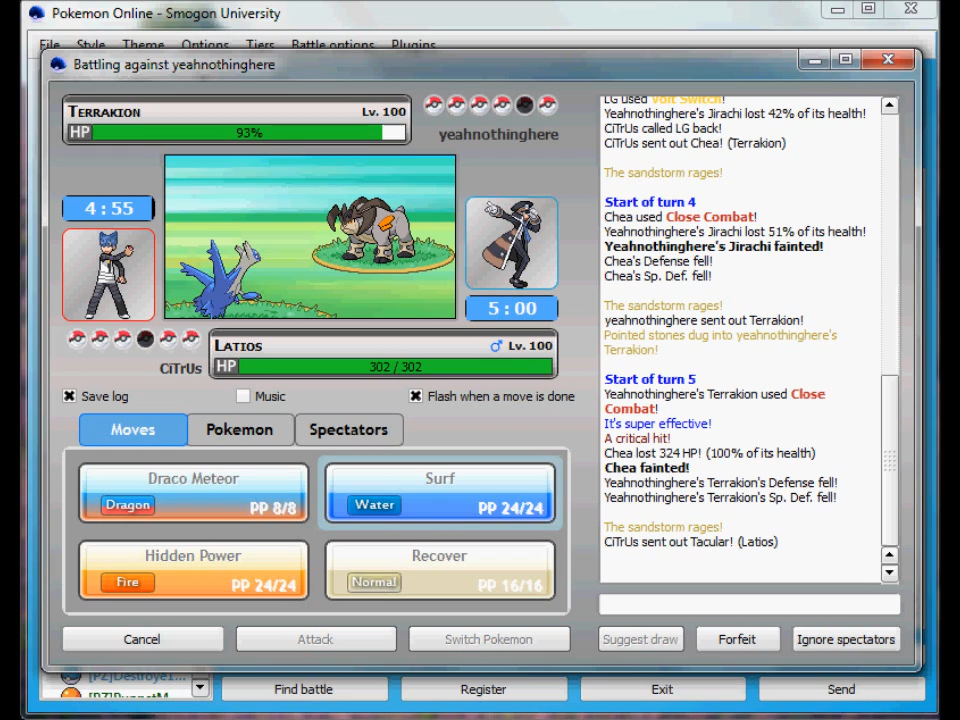 Pokemon Online - Smogon University
File Style Theme Options Tiers Battle options Plugins
Battling against yeahnothinghere
Terrakion Lv. 100
HP 93%
yeahnothinghere
4:55
5:00
CiTrUs
Latios ♂ Lv. 100
HP 302 / 302
Save log Music Flash when a move is done
Moves Pokemon Spectators
Draco Meteor
Dragon PP 8/8
Surf
Water PP 24/24
Hidden Power
Fire PP 24/24
Recover
Normal PP 16/16
Cancel Attack Switch Pokemon
LG used Volt Switch!
Yeahnothinghere's Jirachi lost 42% of its health!
CiTrUs called LG back!
CiTrUs sent out Chea! (Terrakion)
The sandstorm rages!
Start of turn 4
Chea used Close Combat!
Yeahnothinghere's Jirachi lost 51% of its health!
Yeahnothinghere's Jirachi fainted!
Chea's Defense fell!
Chea's Sp. Def. fell!
The sandstorm rages!
yeahnothinghere sent out Terrakion!
Pointed stones dug into yeahnothinghere's
Terrakion!
Start of turn 5
Yeahnothinghere's Terrakion used Close
Combat!
It's super effective!
A critical hit!
Chea lost 324 HP! (100% of its health)
Chea fainted!
Yeahnothinghere's Terrakion's Defense fell!
Yeahnothinghere's Terrakion's Sp. Def. fell!
The sandstorm rages!
CiTrUs sent out Tacular! (Latios)
Suggest draw Forfeit Ignore spectators
Find battle Register Exit Send